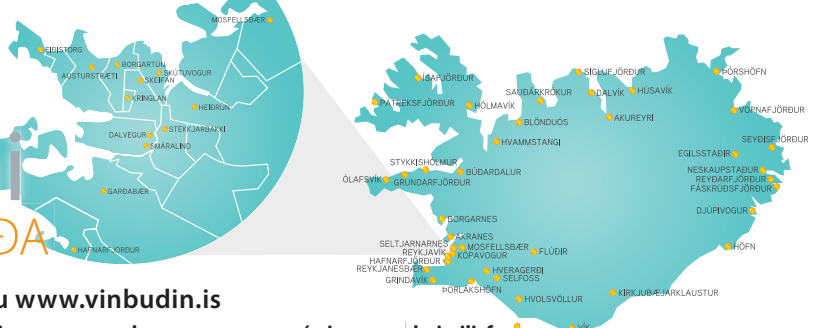 MOSFELLSBÆR
EIÐISTORG
BORGARTÚN
AUSTURSTRÆTI
SKÚTUVOGUR
SKEIFAN
KRINGLAN
HEIÐRÚN
DALVEGUR
STEKKJARBAKKI
SMÁRALIND
GARÐABÆR
HAFNARFJÖRÐUR
ÐA
ÍSAFJÖRÐUR
PATREKSFJÖRÐUR
HÓLMAVÍK
SAUÐÁRKRÓKUR
SIGLUFJÖRÐUR
DALVÍK
HÚSAVÍK
ÞÓRSHÖFN
BLÖNDUÓS
AKUREYRI
VOPNAFJÖRÐUR
HVAMMSTANGI
SEYÐISFJÖRÐUR
EGILSSTAÐIR
STYKKISHÓLMUR
BÚÐARDALUR
NESKAUPSTAÐUR
ÓLAFSVÍK
GRUNDARFJÖRÐUR
REYÐARFJÖRÐUR
FÁSKRÚÐSFJÖRÐUR
DJÚPIVOGUR
BORGARNES
AKRANES
SELTJARNARNES
MOSFELLSBÆR
REYKJAVÍK
KÓPAVOGUR
FLÚÐIR
HÖFN
HAFNARFJÖRÐUR
REYKJANESBÆR
HVERAGERÐI
GRINDAVÍK
SELFOSS
ÞORLÁKSHÖFN
HVOLSVÖLLUR
KIRKJUBÆJARKLAUSTUR
VÍK
www.vinbudin.is